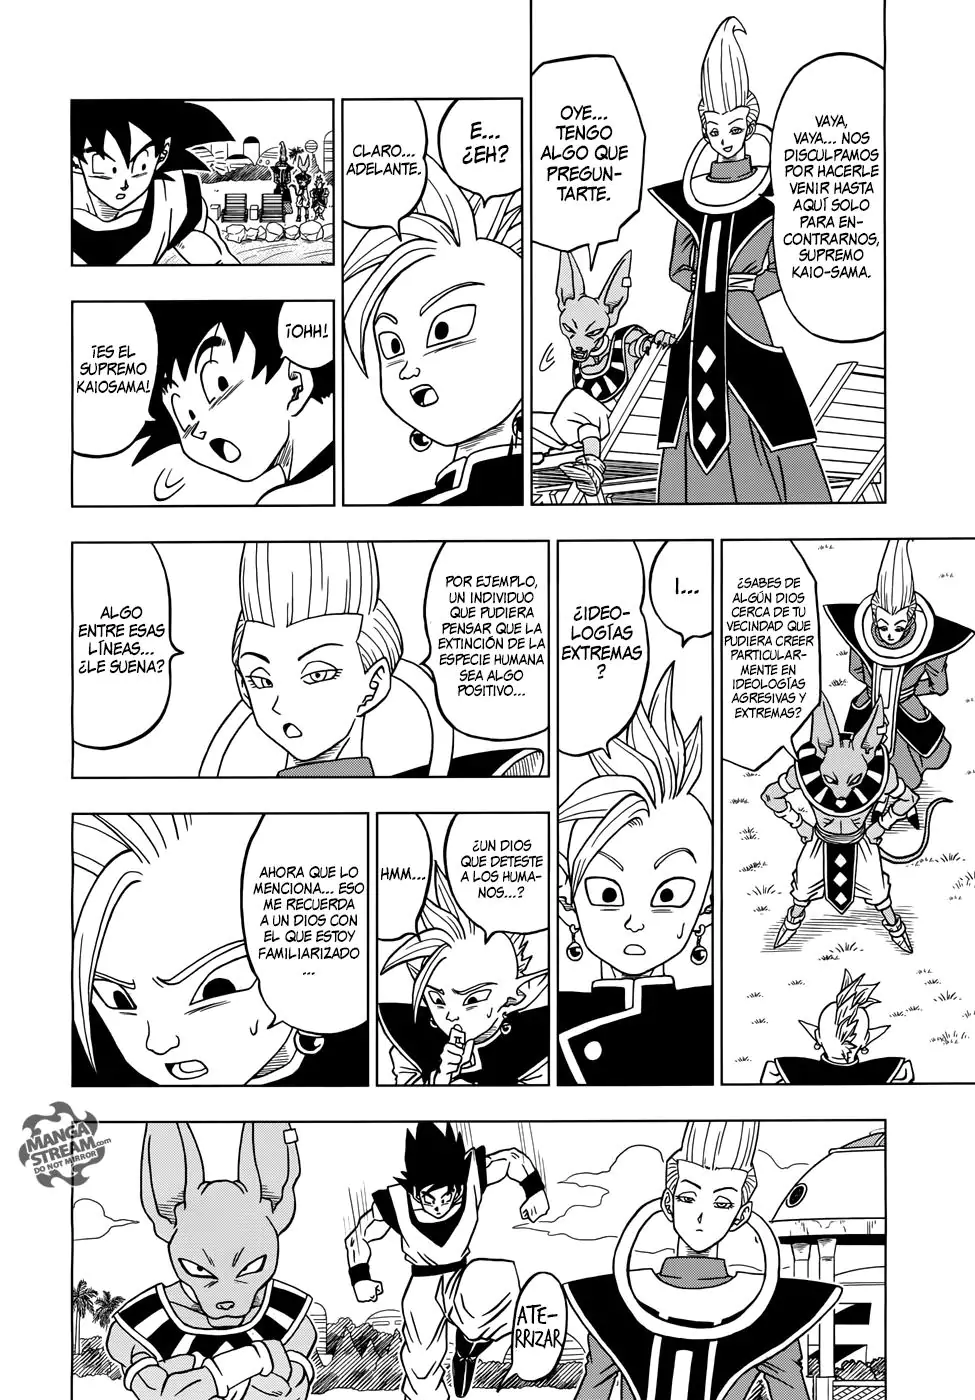 VAYA,
VAYA... NOS
DISCULPAMOS
POR HACERLE
VENIR HASTA
AQUÍ SOLO
PARA EN-
CONTRARNOS,
SUPREMO
KAIO-SAMA.
OYE...
TENGO
ALGO QUE
PREGUN-
TARTE.
E...
¿EH?
CLARO...
ADELANTE.
¡OHH!
¡ES EL
SUPREMO
KAIOSAMA!
¿SABES DE
ALGÚN DIOS
CERCA DE TU
VECINDAD QUE
PUDIERA CREER
PARTICULAR-
MENTE EN
IDEOLOGÍAS
AGRESIVAS Y
EXTREMAS?
I...
¿IDEO-
LOGÍAS
EXTREMAS
?
POR EJEMPLO,
UN INDIVIDUO
QUE PUDIERA
PENSAR QUE LA
EXTINCIÓN DE LA
ESPECIE HUMANA
SEA ALGO
POSITIVO...
ALGO
ENTRE ESAS
LÍNEAS...
¿LE SUENA?
¿UN DIOS
QUE DETESTE
A LOS HUMA-
NOS...?
HMM...
AHORA QUE LO
MENCIONA... ESO
ME RECUERDA
A UN DIOS CON
EL QUE ESTOY
FAMILIARIZADO
...
MANGA
STREAM.com
DO NOT MIRROR
ATE-
RRIZAR